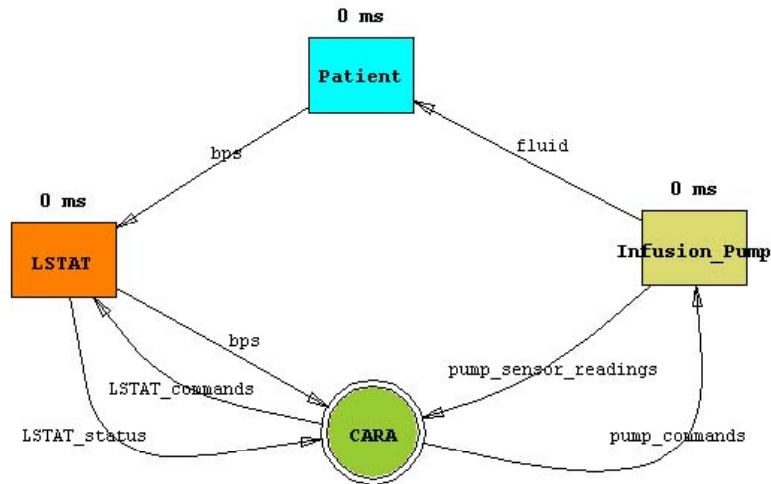 0 ms
Patient
bps
fluid
0 ms
0 ms
LSTAT
Infusion_Pump
bps
pump_sensor_readings
LSTAT_commands
LSTAT_status
CARA
pump_commands